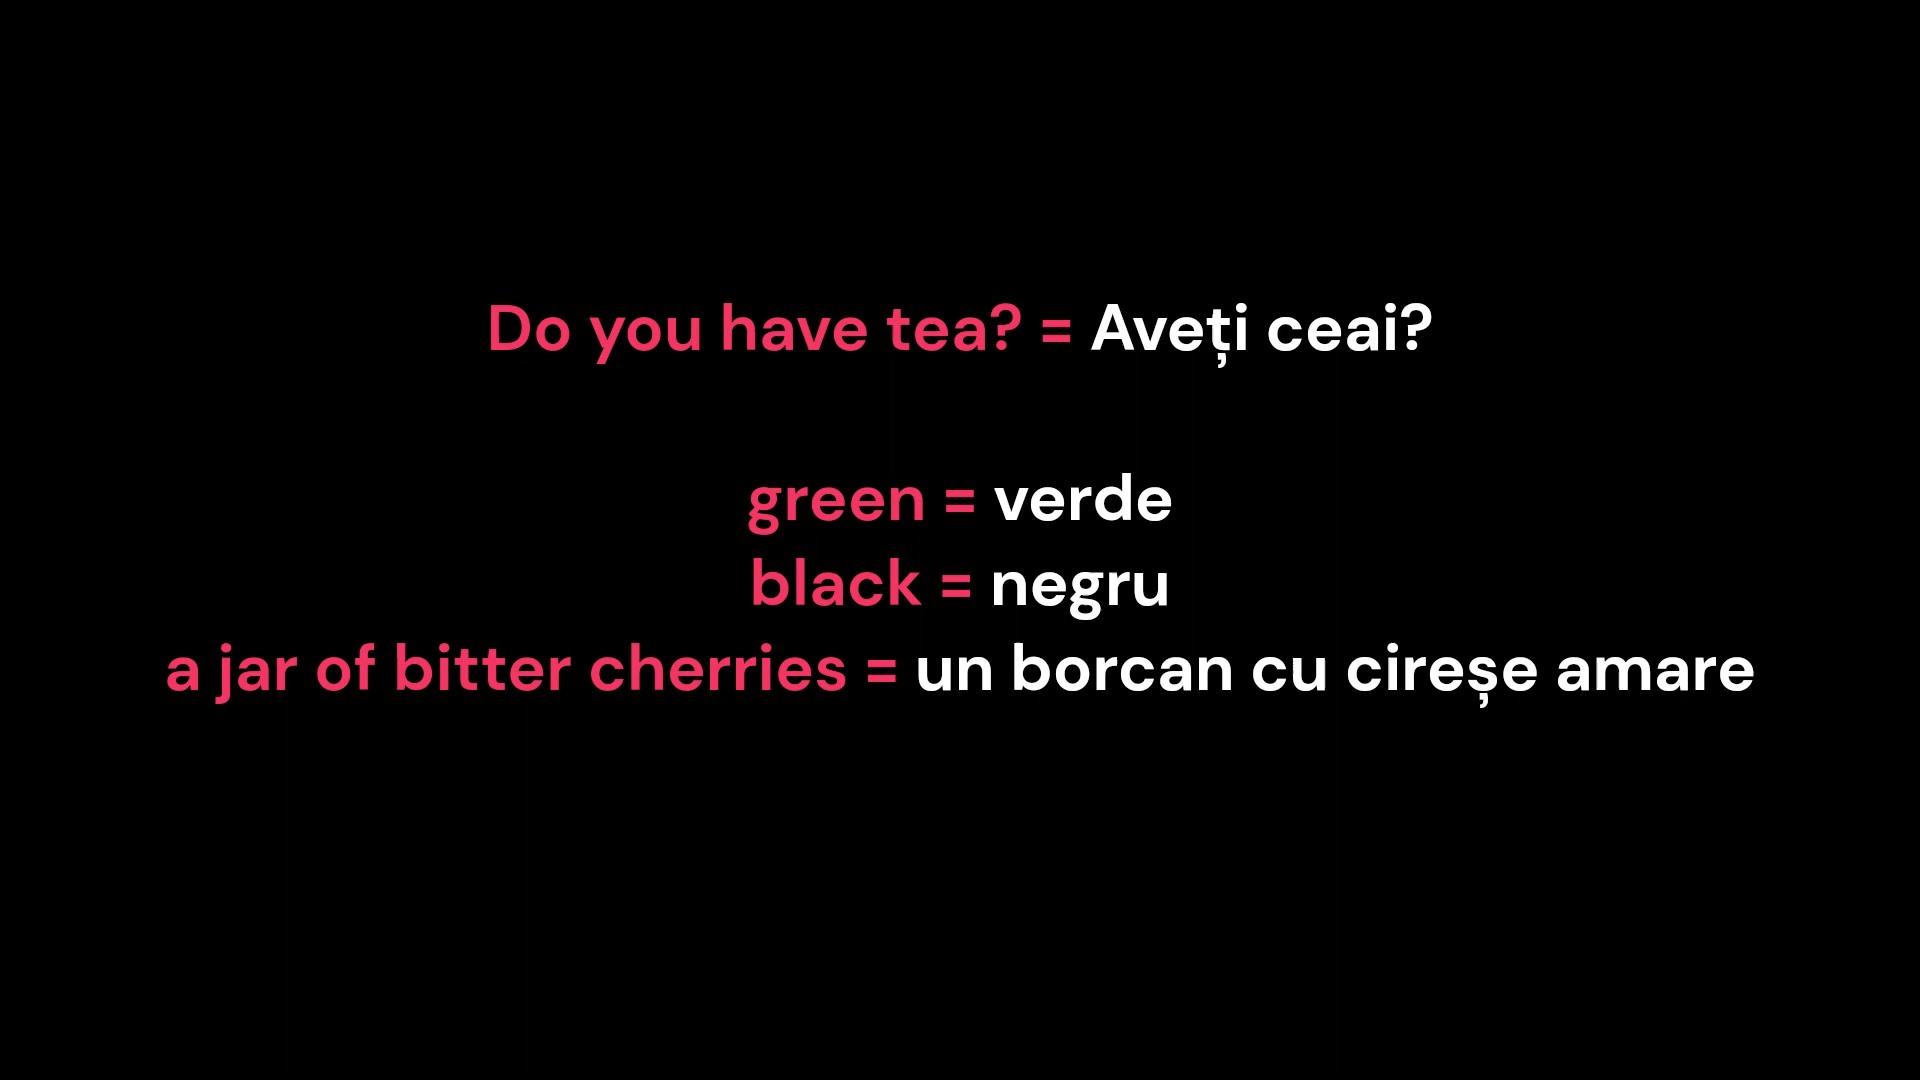 Do you have tea? = Aveți ceai?
green = verde
black = negru
a jar of bitter cherries = un borcan cu cireșe amare